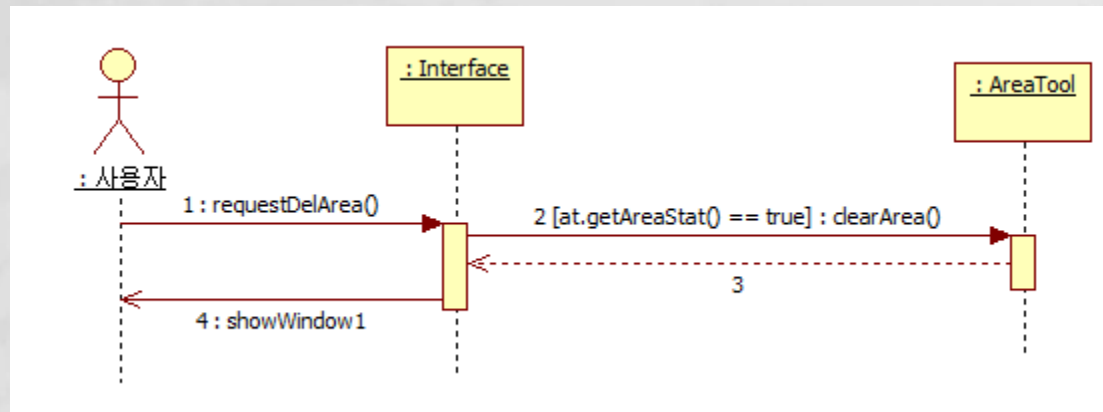 : Interface
: AreaTool
: 사용자
1 : requestDelArea()
2 [at.getAreaStat() == true] : clearArea()
3
4 : showWindow1